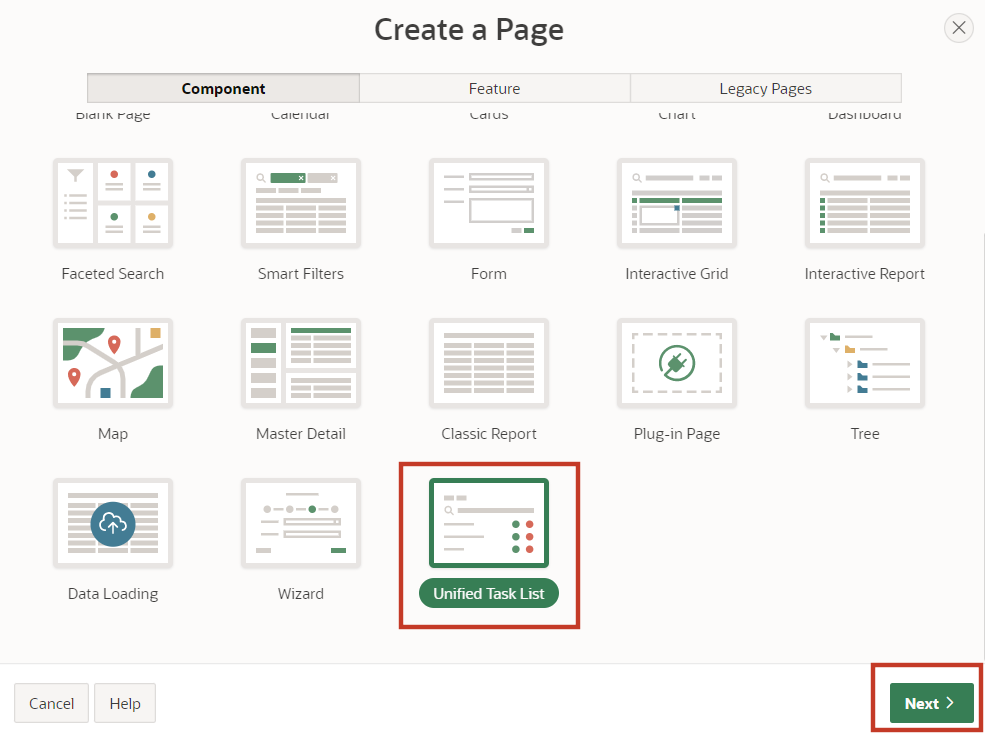 Create a Page
Component Feature Legacy Pages
Blank Page Calendar Cards Chart Dashboard
Faceted Search Smart Filters Form Interactive Grid Interactive Report
Map Master Detail Classic Report Plug-in Page Tree
Data Loading Wizard Unified Task List
Cancel Help Next